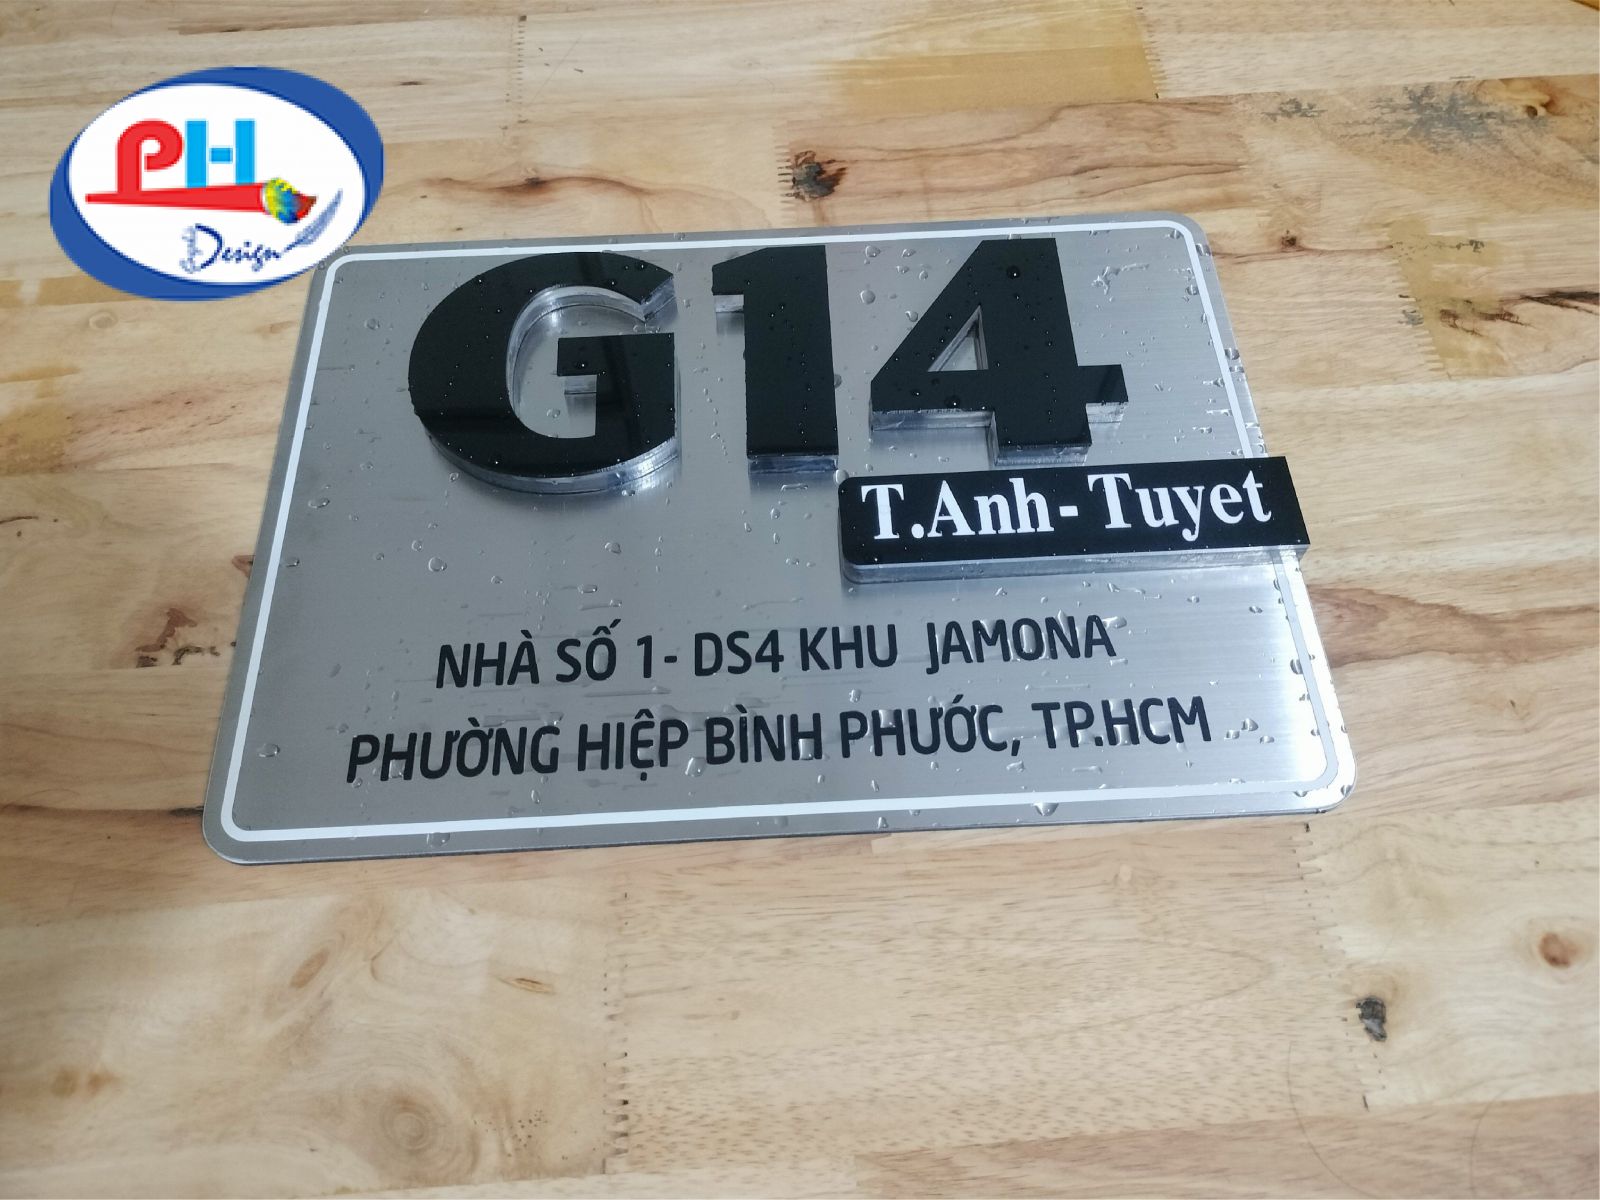 PH
Design
G14
T.Anh-Tuyet
NHÀ SỐ 1- DS4 KHU JAMONA
PHƯỜNG HIỆP BÌNH PHƯỚC, TP.HCM